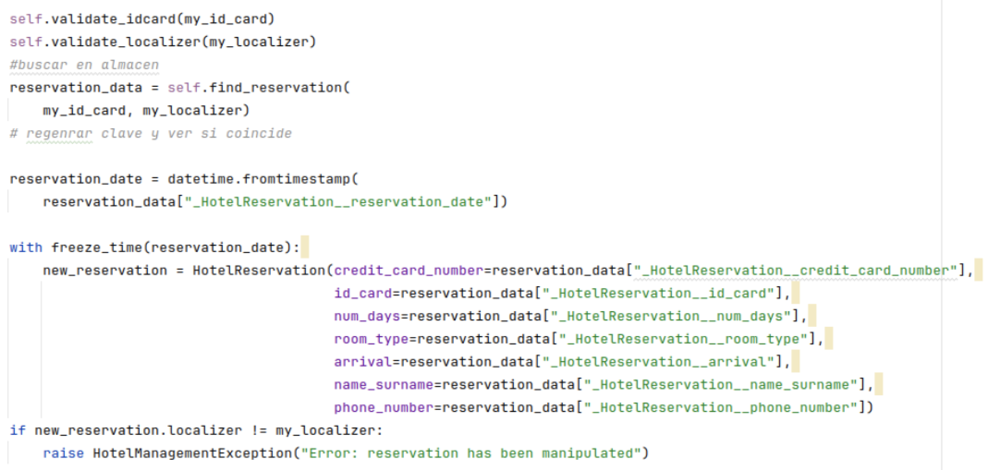 self.validate_idcard(my_id_card)
self.validate_localizer(my_localizer)
#buscar en almacen
reservation_data = self.find_reservation(
    my_id_card, my_localizer)
# regenrar clave y ver si coincide

reservation_date = datetime.fromtimestamp(
    reservation_data["_HotelReservation__reservation_date"])

with freeze_time(reservation_date):
    new_reservation = HotelReservation(credit_card_number=reservation_data["_HotelReservation__credit_card_number"],
                                       id_card=reservation_data["_HotelReservation__id_card"],
                                       num_days=reservation_data["_HotelReservation__num_days"],
                                       room_type=reservation_data["_HotelReservation__room_type"],
                                       arrival=reservation_data["_HotelReservation__arrival"],
                                       name_surname=reservation_data["_HotelReservation__name_surname"],
                                       phone_number=reservation_data["_HotelReservation__phone_number"])
if new_reservation.localizer != my_localizer:
    raise HotelManagementException("Error: reservation has been manipulated")